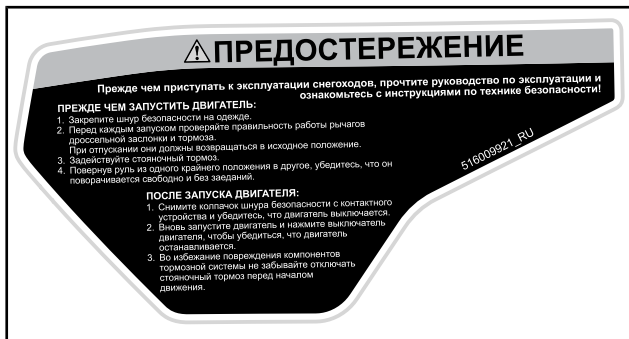 ПРЕДОСТЕРЕЖЕНИЕ
Прежде чем приступать к эксплуатации снегоходов, прочтите руководство по эксплуатации и
ознакомьтесь с инструкциями по технике безопасности!
ПРЕЖДЕ ЧЕМ ЗАПУСТИТЬ ДВИГАТЕЛЬ:
1. Закрепите шнур безопасности на одежде.
2. Перед каждым запуском проверяйте правильность работы рычагов
дроссельной заслонки и тормоза.
При отпускании они должны возвращаться в исходное положение.
3. Задействуйте стояночный тормоз.
4. Повернув руль из одного крайнего положения в другое, убедитесь, что он
поворачивается свободно и без заеданий.
516009921_RU
ПОСЛЕ ЗАПУСКА ДВИГАТЕЛЯ:
1. Снимите колпачок шнура безопасности с контактного
устройства и убедитесь, что двигатель выключается.
2. Вновь запустите двигатель и нажмите выключатель
двигателя, чтобы убедиться, что двигатель
останавливается.
3. Во избежание повреждения компонентов
тормозной системы не забывайте отключать
стояночный тормоз перед началом
движения.